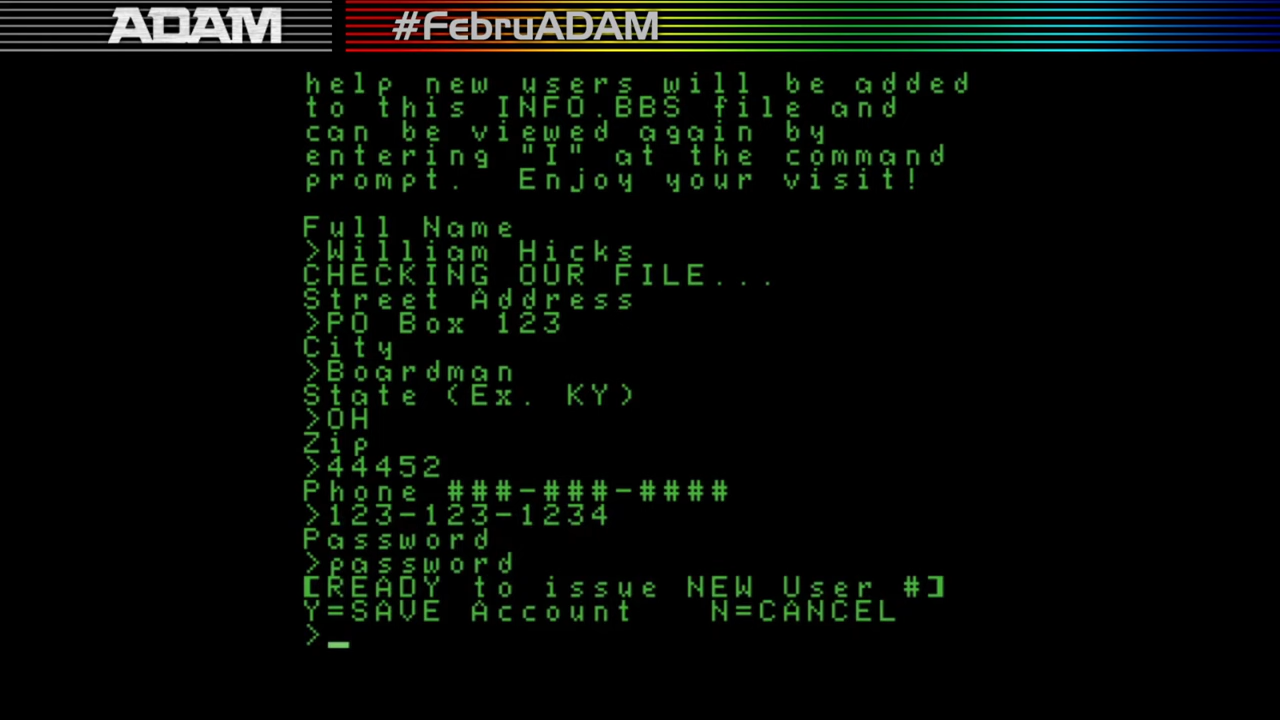 ADAM
#FebruADAM
help new users will be added
to this INFO.BBS file and
can be viewed again by
entering "I" at the command
prompt.  Enjoy your visit!
Full Name
>William Hicks
CHECKING OUR FILE...
Street Address
>PO Box 123
City
>Boardman
State (Ex. KY)
>OH
Zip
>44452
Phone ###-###-####
>123-123-1234
Password
>password
[READY to issue NEW User #]
Y=SAVE Account   N=CANCEL
>_